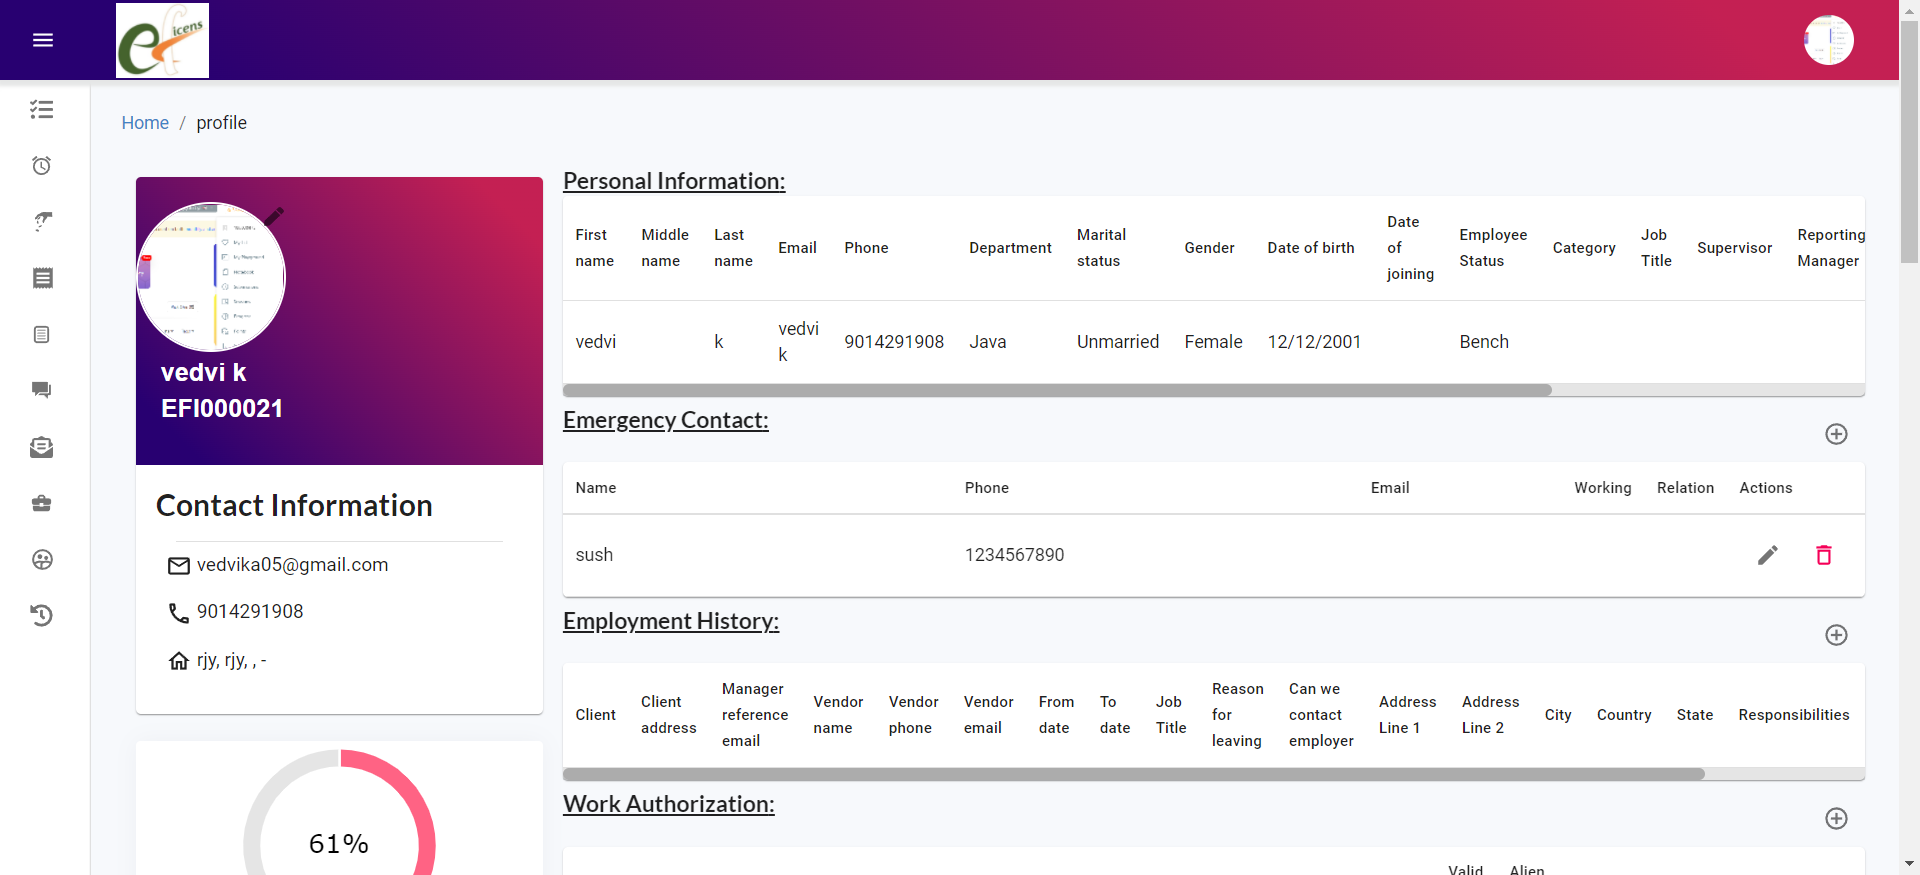 eficens
Home / profile
vedvi k
EFI000021
Contact Information
vedvika05@gmail.com
9014291908
rjy, rjy, , -
61%
Personal Information:
First name Middle name Last name Email Phone Department Marital status Gender Date of birth Date of joining Employee Status Category Job Title Supervisor Reporting Manager
vedvi k vedvi k 9014291908 Java Unmarried Female 12/12/2001 Bench
Emergency Contact:
Name Phone Email Working Relation Actions
sush 1234567890
Employment History:
Client Client address Manager reference email Vendor name Vendor phone Vendor email From date To date Job Title Reason for leaving Can we contact employer Address Line 1 Address Line 2 City Country State Responsibilities
Work Authorization:
Valid Alien